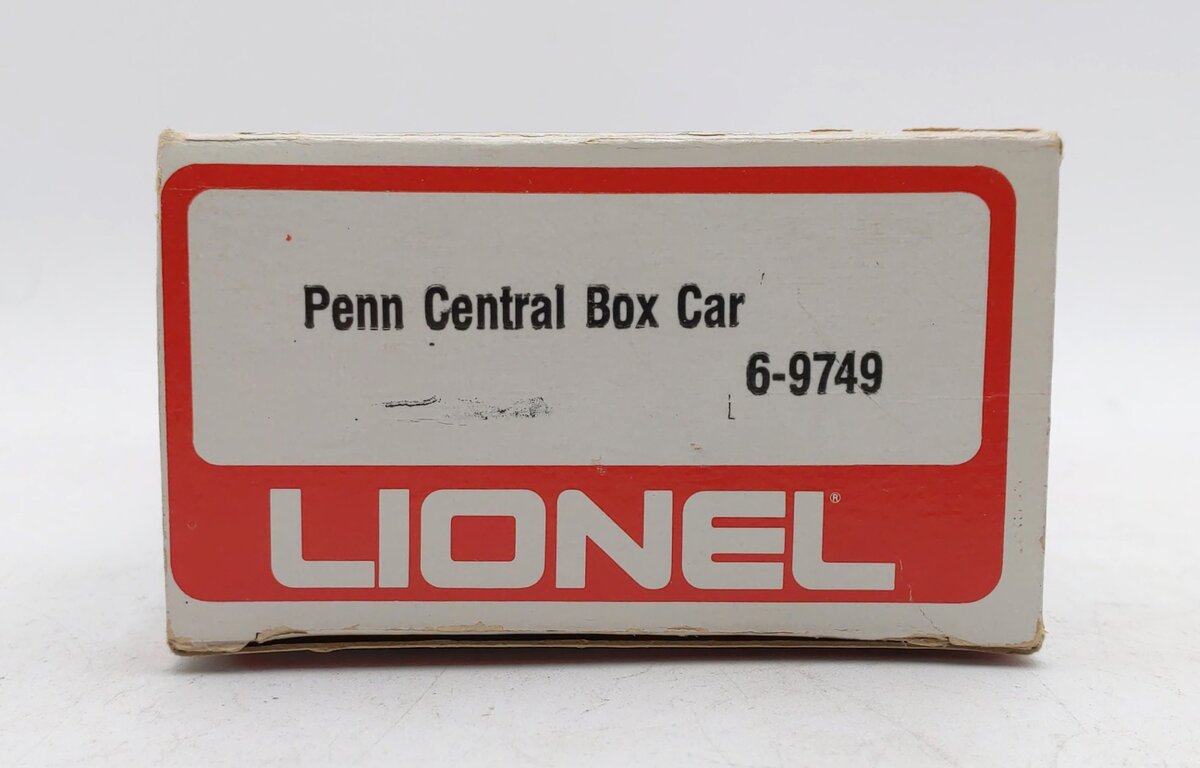 Penn Central Box Car
6-9749
LIONEL®